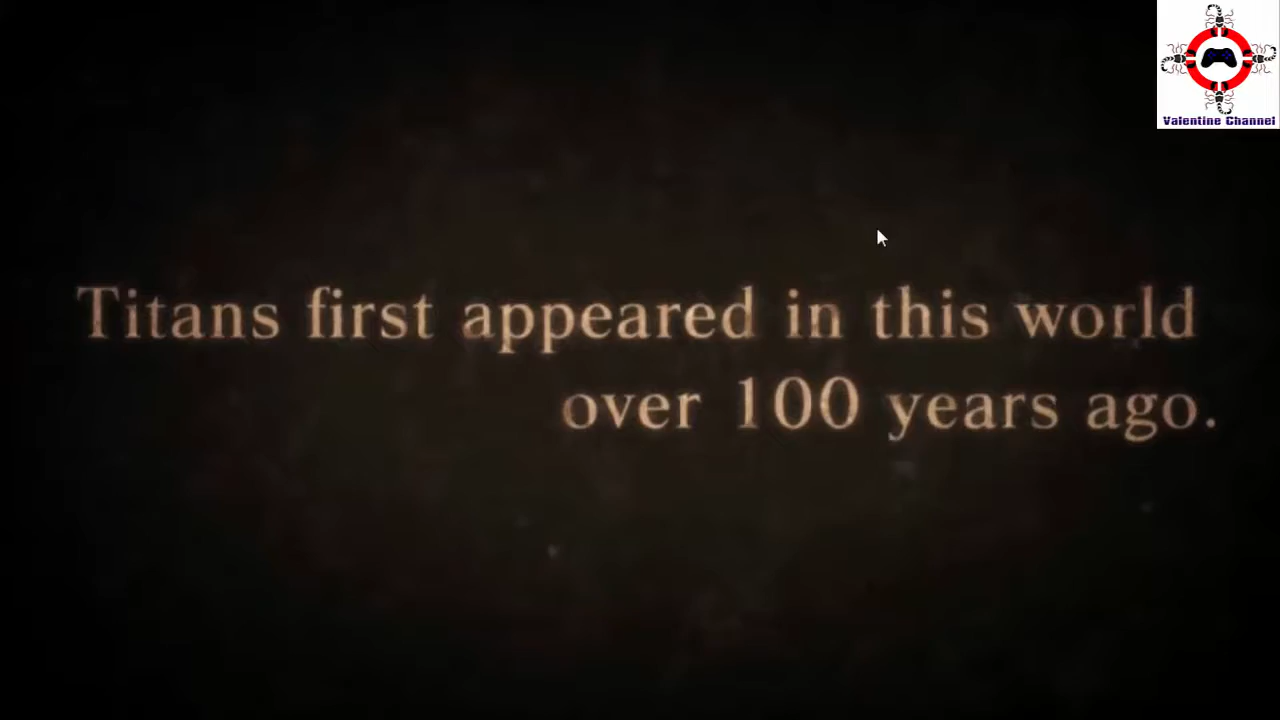 Valentine Channel
Titans first appeared in this world
over 100 years ago.